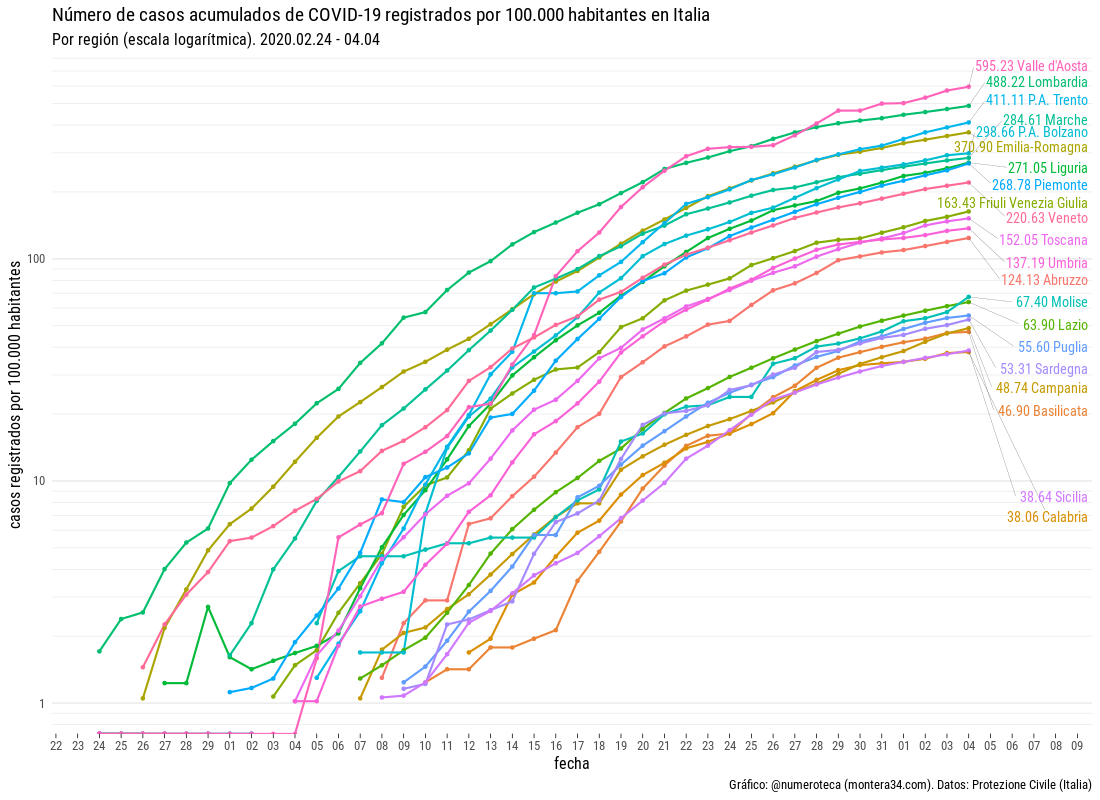 Número de casos acumulados de COVID-19 registrados por 100.000 habitantes en Italia
Por región (escala logarítmica). 2020.02.24 - 04.04
casos registrados por 100.000 habitantes
100
10
1
595.23 Valle d'Aosta
488.22 Lombardia
411.11 P.A. Trento
284.61 Marche
298.66 P.A. Bolzano
370.90 Emilia-Romagna
271.05 Liguria
268.78 Piemonte
163.43 Friuli Venezia Giulia
220.63 Veneto
152.05 Toscana
137.19 Umbria
124.13 Abruzzo
67.40 Molise
63.90 Lazio
55.60 Puglia
53.31 Sardegna
48.74 Campania
46.90 Basilicata
38.64 Sicilia
38.06 Calabria
22 23 24 25 26 27 28 29 01 02 03 04 05 06 07 08 09 10 11 12 13 14 15 16 17 18 19 20 21 22 23 24 25 26 27 28 29 30 31 01 02 03 04 05 06 07 08 09
fecha
Gráfico: @numeroteca (montera34.com). Datos: Protezione Civile (Italia)